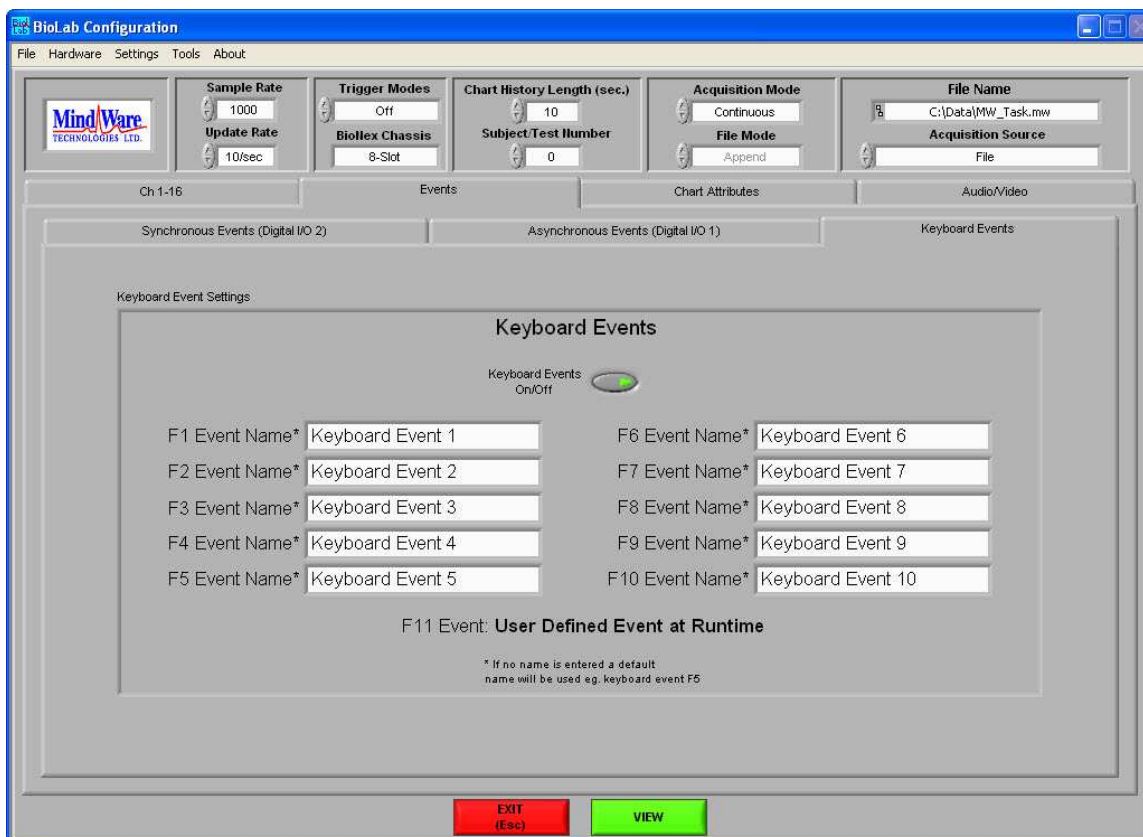 BioLab Configuration
File Hardware Settings Tools About
MindWare
TECHNOLOGIES LTD.
Sample Rate
1000
Update Rate
10/sec
Trigger Modes
Off
BioNex Chassis
8-Slot
Chart History Length (sec.)
10
Subject/Test Number
0
Acquisition Mode
Continuous
File Mode
Append
File Name
C:\Data\MW_Task.mw
Acquisition Source
File
Ch 1-16
Events
Chart Attributes
Audio/Video
Synchronous Events (Digital I/O 2)
Asynchronous Events (Digital I/O 1)
Keyboard Events
Keyboard Event Settings
Keyboard Events
Keyboard Events
On/Off
F1 Event Name* Keyboard Event 1
F2 Event Name* Keyboard Event 2
F3 Event Name* Keyboard Event 3
F4 Event Name* Keyboard Event 4
F5 Event Name* Keyboard Event 5
F6 Event Name* Keyboard Event 6
F7 Event Name* Keyboard Event 7
F8 Event Name* Keyboard Event 8
F9 Event Name* Keyboard Event 9
F10 Event Name* Keyboard Event 10
F11 Event: User Defined Event at Runtime
* If no name is entered a default
name will be used eg. keyboard event F5
EXIT
(Esc)
VIEW